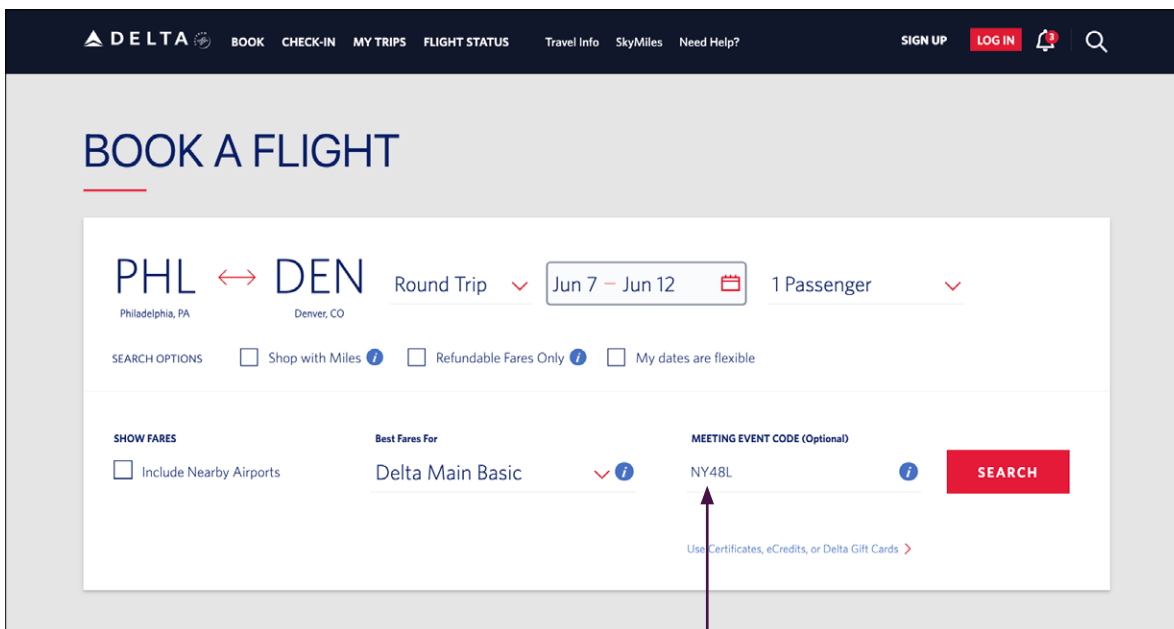 DELTA BOOK CHECK-IN MY TRIPS FLIGHT STATUS Travel Info SkyMiles Need Help? SIGN UP LOG IN 3
BOOK A FLIGHT
PHL DEN Round Trip Jun 7 – Jun 12 1 Passenger
Philadelphia, PA Denver, CO
SEARCH OPTIONS Shop with Miles i Refundable Fares Only i My dates are flexible
SHOW FARES Best Fares For MEETING EVENT CODE (Optional)
Include Nearby Airports Delta Main Basic i NY48L i SEARCH
Use Certificates, eCredits, or Delta Gift Cards